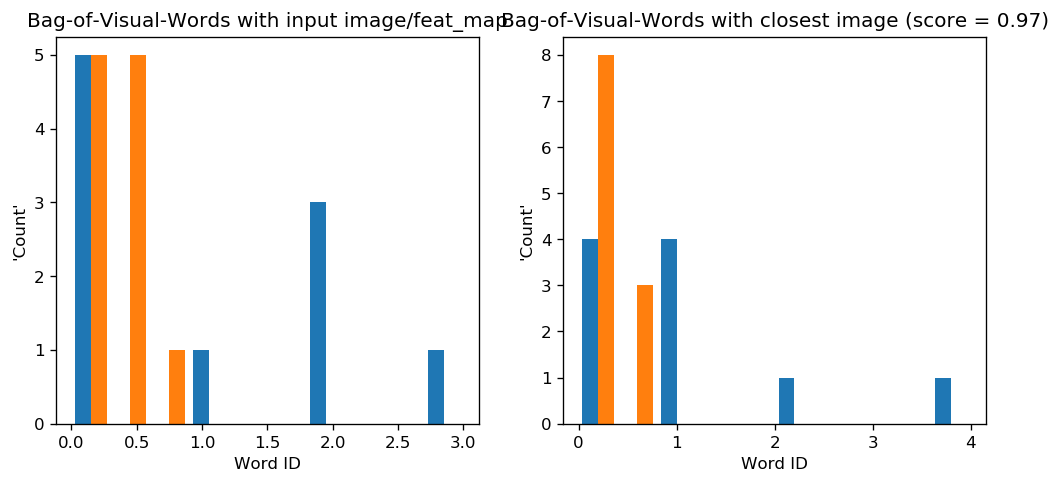 Bag-of-Visual-Words with input image/feat_map
5
4
3
2
1
0
'Count'
0.0 0.5 1.0 1.5 2.0 2.5 3.0
Word ID
Bag-of-Visual-Words with closest image (score = 0.97)
8
7
6
5
4
3
2
1
0
'Count'
0 1 2 3 4
Word ID